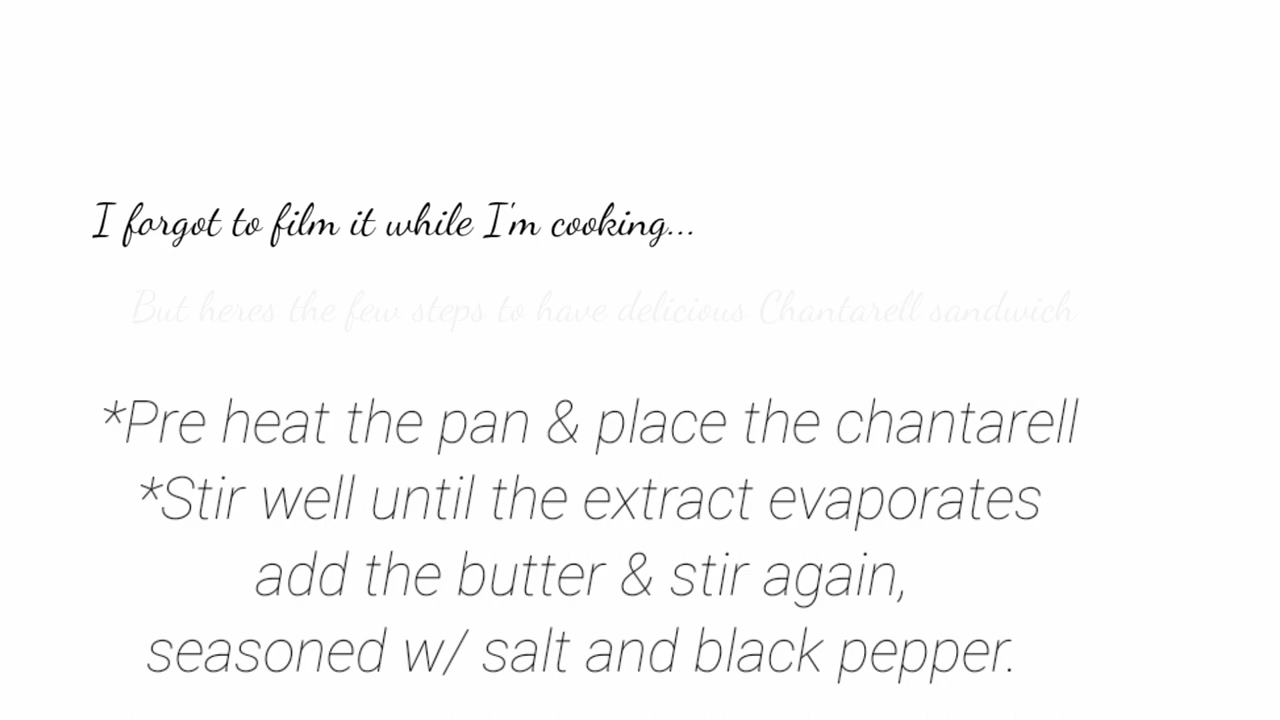 I forgot to film it while I'm cooking...
But heres the few steps to have delicious Chantarell sandwich
*Pre heat the pan & place the chantarell
*Stir well until the extract evaporates
add the butter & stir again,
seasoned w/ salt and black pepper.